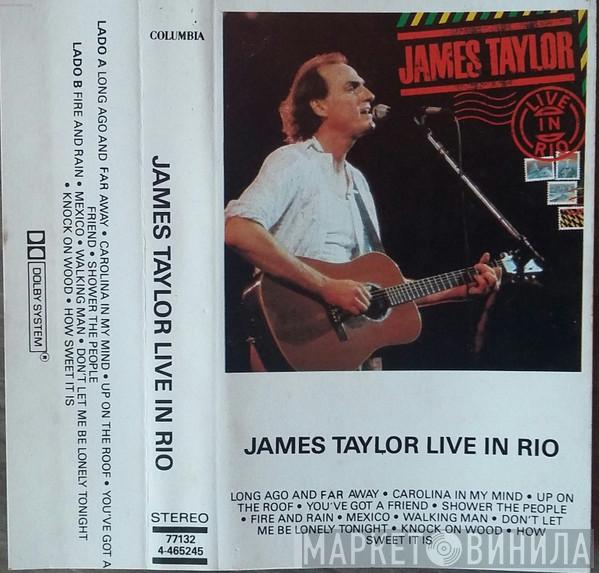 LADO A LONG AGO AND FAR AWAY • CAROLINA IN MY MIND • UP ON THE ROOF • YOU'VE GOT A
FRIEND • SHOWER THE PEOPLE
LADO B FIRE AND RAIN • MEXICO • WALKING MAN • DON'T LET ME BE LONELY TONIGHT
• KNOCK ON WOOD • HOW SWEET IT IS
DOLBY SYSTEM
COLUMBIA
JAMES TAYLOR LIVE IN RIO
STEREO
77132
4-465245
JAMES TAYLOR
LIVE
IN
RIO
JAMES TAYLOR LIVE IN RIO
LONG AGO AND FAR AWAY • CAROLINA IN MY MIND • UP ON
THE ROOF • YOU'VE GOT A FRIEND • SHOWER THE PEOPLE
• FIRE AND RAIN • MEXICO • WALKING MAN • DON'T LET
ME BE LONELY TONIGHT • KNOCK ON WOOD • HOW
SWEET IT IS
МАРКЕТ ВИНИЛА